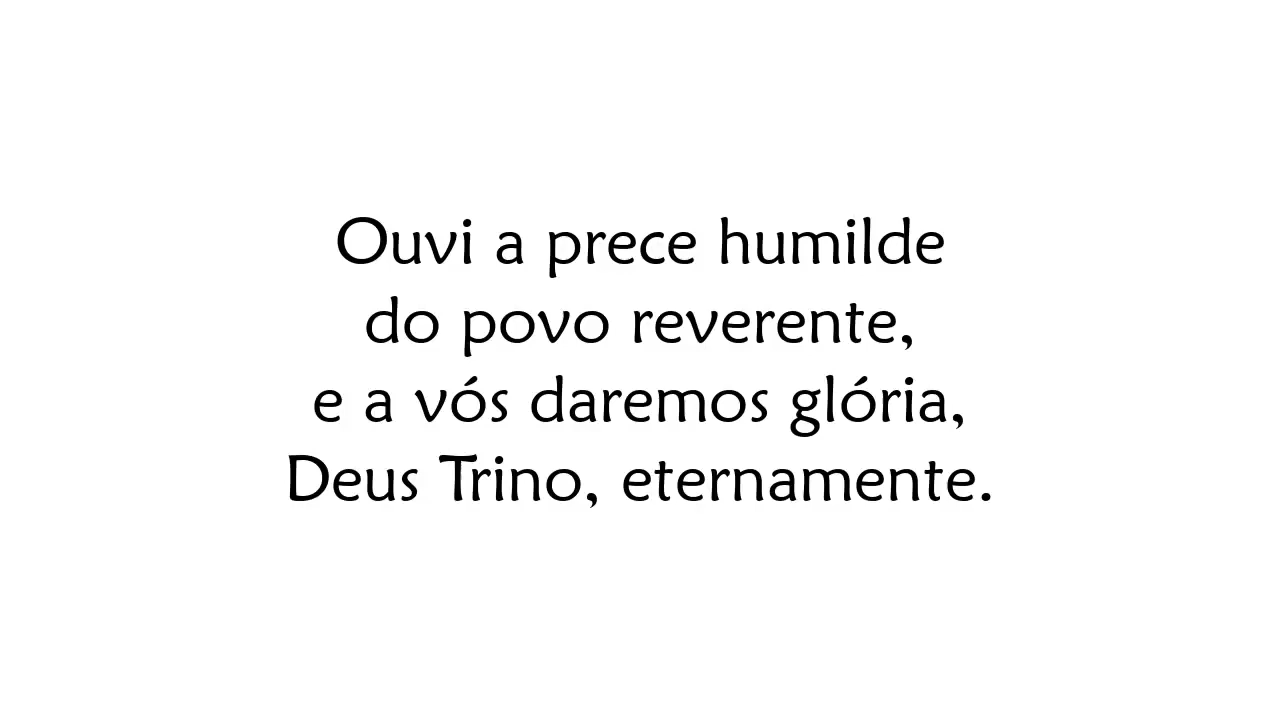 Ouvi a prece humilde
do povo reverente,
e a vós daremos glória,
Deus Trino, eternamente.